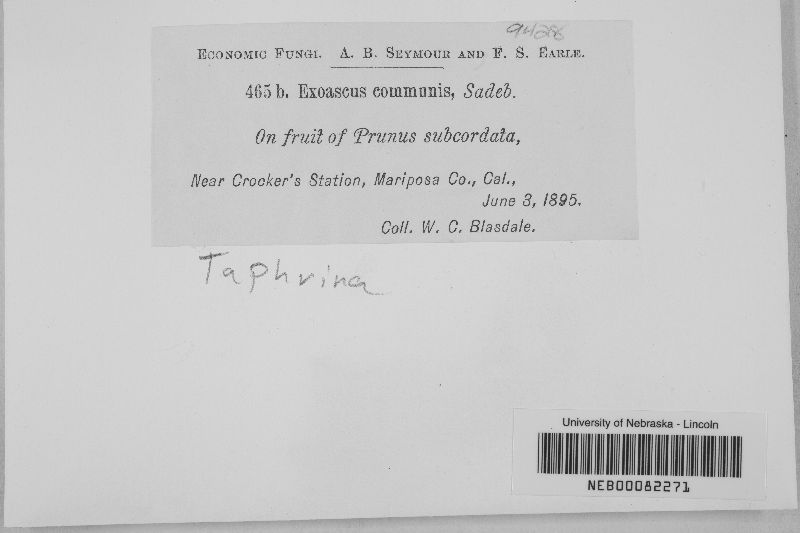 94286
ECONOMIC FUNGI. A. B. SEYMOUR AND F. S. EARLE.
465 b. Exoascus communis, Sadeb.
On fruit of Prunus subcordata,
Near Crocker's Station, Mariposa Co., Cal.,
June 3, 1895.
Coll. W. C. Blasdale.
Taphrina
University of Nebraska - Lincoln
NEB00082271